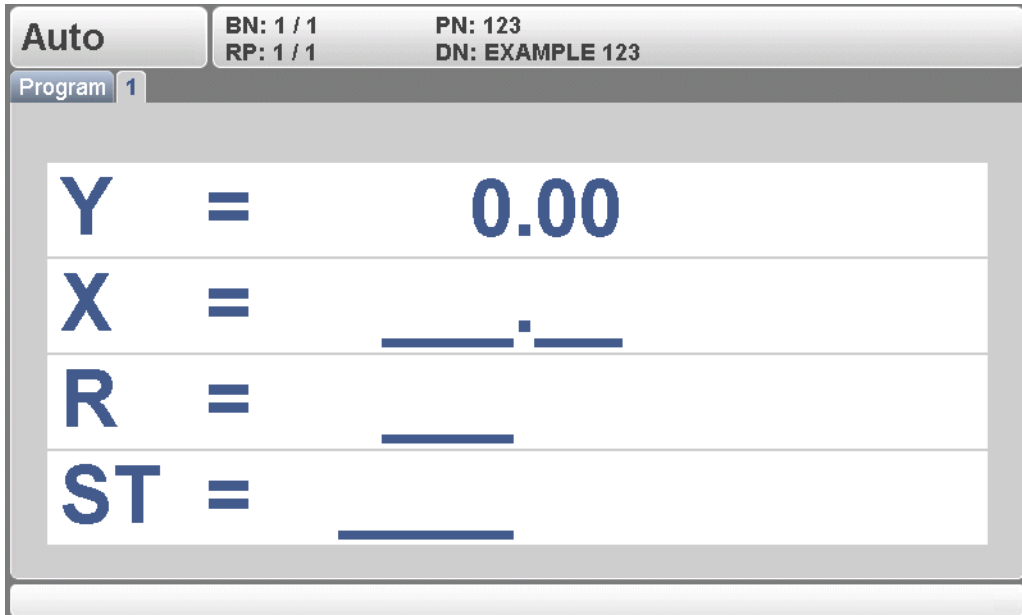 Auto
BN: 1 / 1 PN: 123
RP: 1 / 1 DN: EXAMPLE 123
Program 1
Y = 0.00
X = ___.__
R = ___
ST = ____